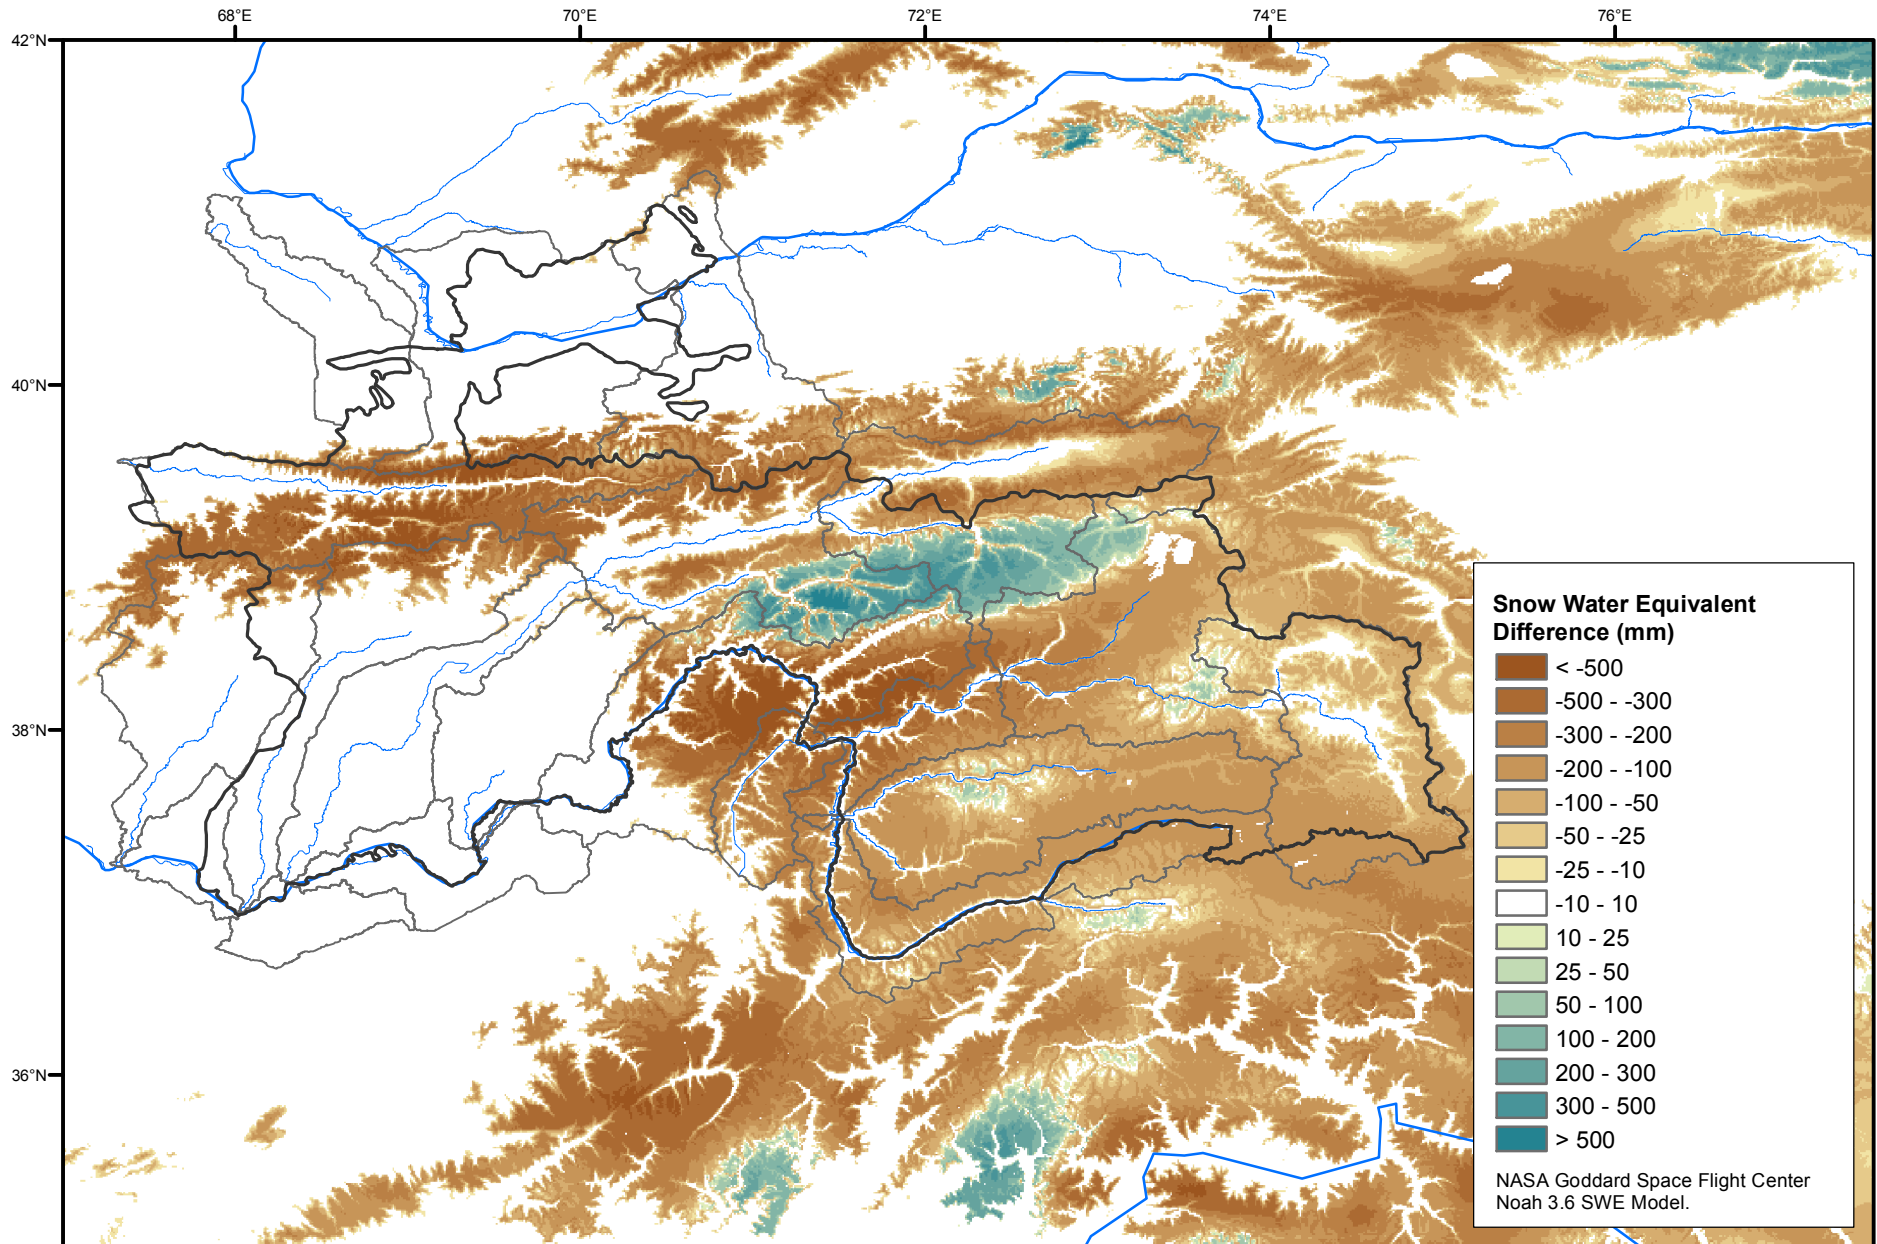 68°E
70°E
72°E
74°E
76°E
42°N
40°N
38°N
36°N
Snow Water Equivalent
Difference (mm)
< -500
-500 - -300
-300 - -200
-200 - -100
-100 - -50
-50 - -25
-25 - -10
-10 - 10
10 - 25
25 - 50
50 - 100
100 - 200
200 - 300
300 - 500
> 500
NASA Goddard Space Flight Center
Noah 3.6 SWE Model.